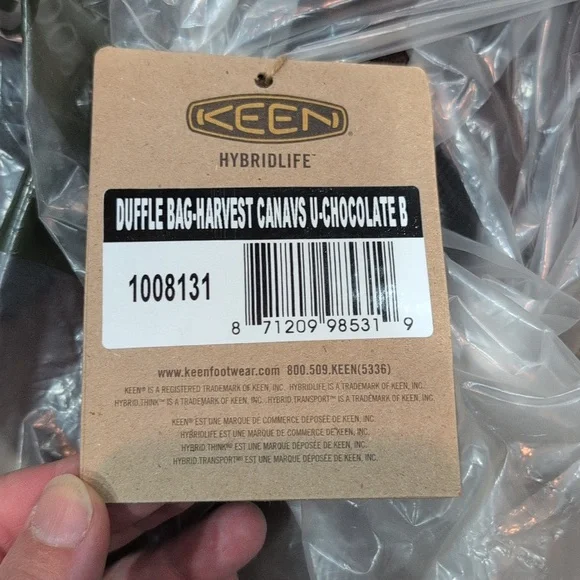 KEEN
HYBRIDLIFE™
DUFFLE BAG-HARVEST CANAVS U-CHOCOLATE B
1008131
8 71209 98531 9
www.keenfootwear.com 800.509.KEEN(5336)
KEEN® IS A REGISTERED TRADEMARK OF KEEN, INC. HYBRIDLIFE IS A TRADEMARK OF KEEN, INC.
HYBRID.THINK™ IS A TRADEMARK OF KEEN, INC. HYBRID TRANSPORT™ IS A TRADEMARK OF KEEN, INC.
KEEN® EST UNE MARQUE DE COMMERCE DÉPOSÉE DE KEEN, INC.
HYBRIDLIFE EST UNE MARQUE DE COMMERCE DE KEEN, INC.
HYBRID.THINK™ EST UNE MARQUE DÉPOSÉE DE KEEN, INC.
HYBRID.TRANSPORT™ EST UNE MARQUE DÉPOSÉE DE KEEN, INC.